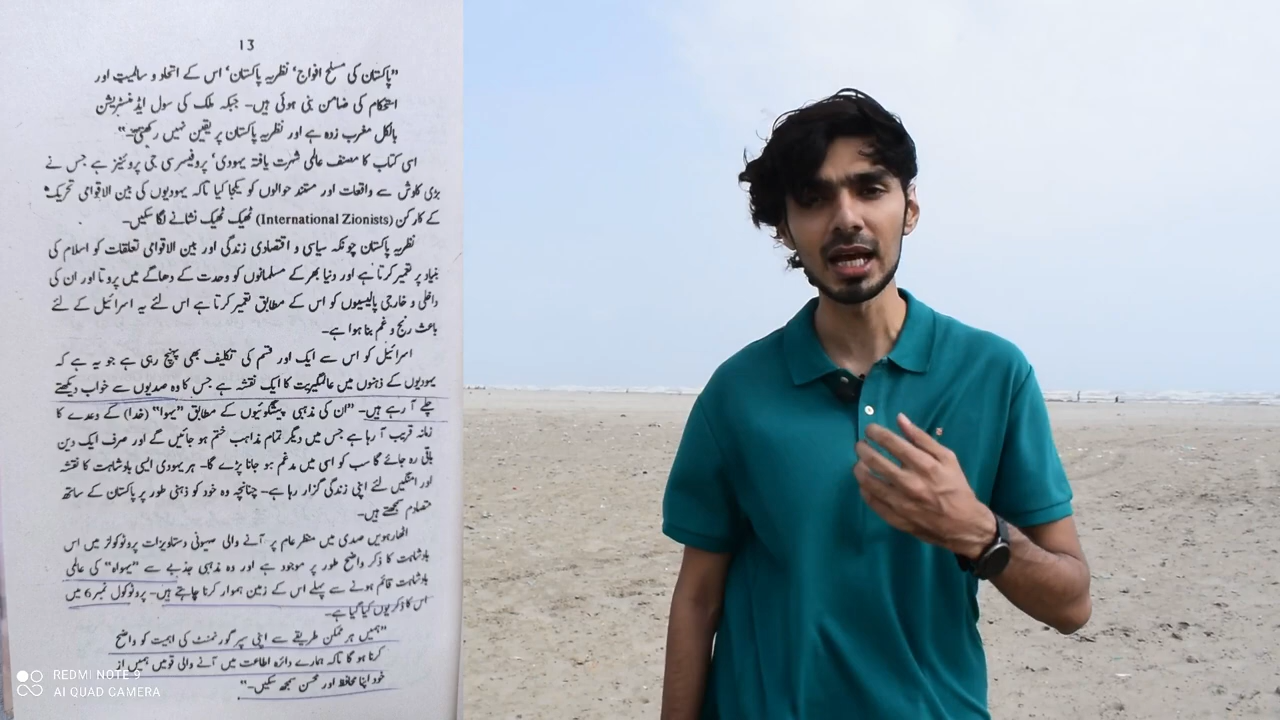 13
"پاکستان کی مسلح افواج' نظریہ پاکستان' اس کے اتحاد و سالمیت اور
استحکام کی ضامن بنی ہوئی ہیں۔ جبکہ ملک کی سول ایڈمنسٹریشن
بالکل مغرب زدہ ہے اور نظریہ پاکستان پر یقین نہیں رکھتی۔"
اسی کتاب کا مصنف عالمی شہرت یافتہ یہودی' پروفیسر سی جی پروئیز ہے جس نے
بڑی کاوش سے واقعات اور مستند حوالوں کو یکجا کیا تاکہ یہودیوں کی بین الاقوامی تحریک
کے کارکن (International Zionists) ٹھیک ٹھیک نشانے لگا سکیں۔
نظریہ پاکستان چونکہ سیاسی و اقتصادی زندگی اور بین الاقوامی تعلقات کو اسلام کی
بنیاد پر تعمیر کرتا ہے اور دنیا بھر کے مسلمانوں کو وحدت کے دھاگے میں پروتا اور ان کی
داخلی و خارجی پالیسیوں کو اس کے مطابق تعمیر کرتا ہے اس لئے یہ اسرائیل کے لئے
باعث رنج و غم بنا ہوا ہے۔
اسرائیل کو اس سے ایک اور قسم کی تکلیف بھی پہنچ رہی ہے جو یہ ہے کہ
یہودیوں کے ذہنوں میں عالمگیریت کا ایک نقشہ ہے جس کا وہ صدیوں سے خواب دیکھتے
چلے آ رہے ہیں۔ "ان کی مذہبی پیشگوئیوں کے مطابق "یہوا" (خدا) کے وعدے کا
زمانہ قریب آ رہا ہے جس میں دیگر تمام مذاہب ختم ہو جائیں گے اور صرف ایک دین
باقی رہ جائے گا سب کو اسی میں مدغم ہو جانا پڑے گا۔ ہر یہودی ایسی بادشاہت کا نقشہ
اور امنگیں لئے اپنی زندگی گزار رہا ہے۔ چنانچہ وہ خود کو ذہنی طور پر پاکستان کے ساتھ
متصادم سمجھتے ہیں۔
اٹھارہویں صدی میں منظر عام پر آنے والی صیہونی دستاویزات پروٹوکولز میں اس
بادشاہت کا ذکر واضح طور پر موجود ہے اور وہ مذہبی جذبے سے "یہواہ" کی عالمی
بادشاہت قائم ہونے سے پہلے اس کے زمین ہموار کرنا چاہتے ہیں۔ پروٹوکول نمبر 6 میں
اس کا ذکر یوں کیا گیا ہے۔
"ہمیں ہر ممکن طریقے سے اپنی سپر گورنمنٹ کی اہمیت کو واضح
کرنا ہو گا تاکہ ہمارے دائرہ اطاعت میں آنے والی قومیں ہمیں از
خود اپنا محافظ اور محسن سمجھ سکیں۔"
REDMI NOTE 9
AI QUAD CAMERA